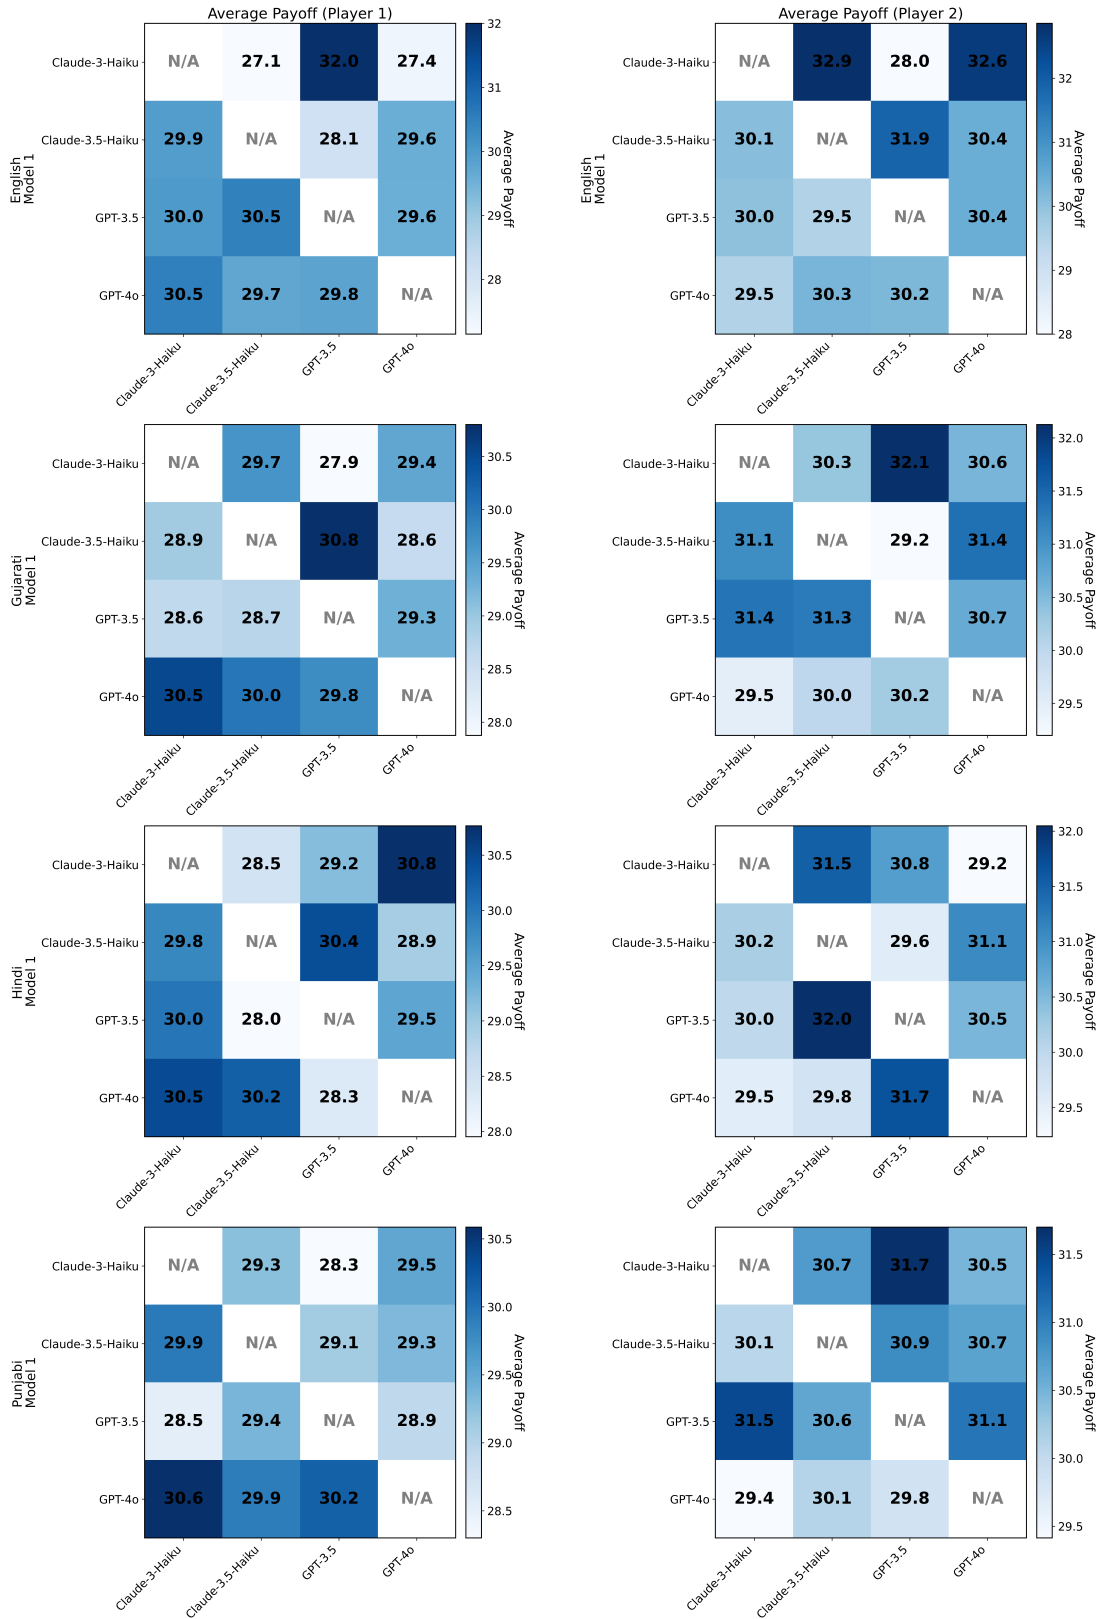 Average Payoff (Player 1)
Average Payoff (Player 2)
English
Model 1
Claude-3-Haiku N/A 27.1 32.0 27.4
Claude-3.5-Haiku 29.9 N/A 28.1 29.6
GPT-3.5 30.0 30.5 N/A 29.6
GPT-4o 30.5 29.7 29.8 N/A
Claude-3-Haiku Claude-3.5-Haiku GPT-3.5 GPT-4o
32
31
30
29
28
Average Payoff
English
Model 1
Claude-3-Haiku N/A 32.9 28.0 32.6
Claude-3.5-Haiku 30.1 N/A 31.9 30.4
GPT-3.5 30.0 29.5 N/A 30.4
GPT-4o 29.5 30.3 30.2 N/A
Claude-3-Haiku Claude-3.5-Haiku GPT-3.5 GPT-4o
32
31
30
29
28
Average Payoff
Gujarati
Model 1
Claude-3-Haiku N/A 29.7 27.9 29.4
Claude-3.5-Haiku 28.9 N/A 30.8 28.6
GPT-3.5 28.6 28.7 N/A 29.3
GPT-4o 30.5 30.0 29.8 N/A
Claude-3-Haiku Claude-3.5-Haiku GPT-3.5 GPT-4o
30.5
30.0
29.5
29.0
28.5
28.0
Average Payoff
Claude-3-Haiku N/A 30.3 32.1 30.6
Claude-3.5-Haiku 31.1 N/A 29.2 31.4
GPT-3.5 31.4 31.3 N/A 30.7
GPT-4o 29.5 30.0 30.2 N/A
Claude-3-Haiku Claude-3.5-Haiku GPT-3.5 GPT-4o
32.0
31.5
31.0
30.5
30.0
29.5
Average Payoff
Hindi
Model 1
Claude-3-Haiku N/A 28.5 29.2 30.8
Claude-3.5-Haiku 29.8 N/A 30.4 28.9
GPT-3.5 30.0 28.0 N/A 29.5
GPT-4o 30.5 30.2 28.3 N/A
Claude-3-Haiku Claude-3.5-Haiku GPT-3.5 GPT-4o
30.5
30.0
29.5
29.0
28.5
28.0
Average Payoff
Claude-3-Haiku N/A 31.5 30.8 29.2
Claude-3.5-Haiku 30.2 N/A 29.6 31.1
GPT-3.5 30.0 32.0 N/A 30.5
GPT-4o 29.5 29.8 31.7 N/A
Claude-3-Haiku Claude-3.5-Haiku GPT-3.5 GPT-4o
32.0
31.5
31.0
30.5
30.0
29.5
Average Payoff
Punjabi
Model 1
Claude-3-Haiku N/A 29.3 28.3 29.5
Claude-3.5-Haiku 29.9 N/A 29.1 29.3
GPT-3.5 28.5 29.4 N/A 28.9
GPT-4o 30.6 29.9 30.2 N/A
Claude-3-Haiku Claude-3.5-Haiku GPT-3.5 GPT-4o
30.5
30.0
29.5
29.0
28.5
Average Payoff
Claude-3-Haiku N/A 30.7 31.7 30.5
Claude-3.5-Haiku 30.1 N/A 30.9 30.7
GPT-3.5 31.5 30.6 N/A 31.1
GPT-4o 29.4 30.1 29.8 N/A
Claude-3-Haiku Claude-3.5-Haiku GPT-3.5 GPT-4o
31.5
31.0
30.5
30.0
29.5
Average Payoff